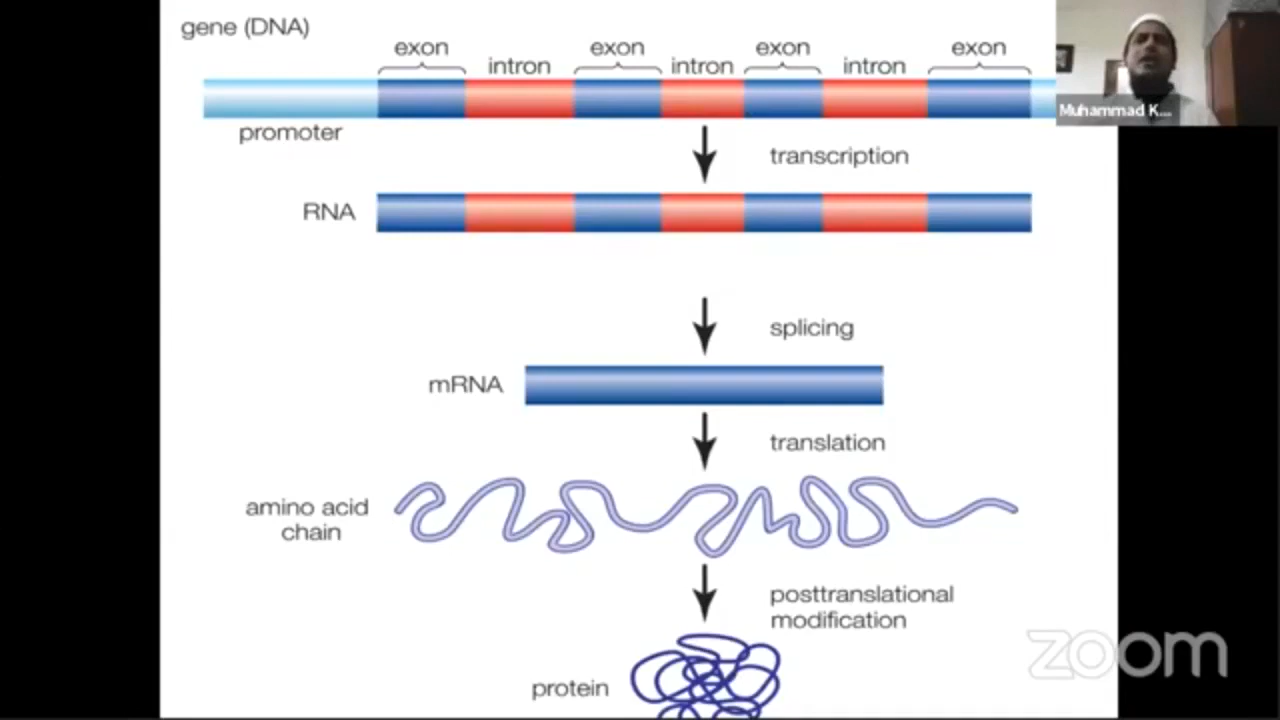 gene (DNA)
exon
intron
exon
intron
exon
intron
exon
Muhammad K...
promoter
transcription
RNA
splicing
mRNA
translation
amino acid
chain
posttranslational
modification
protein
zoom